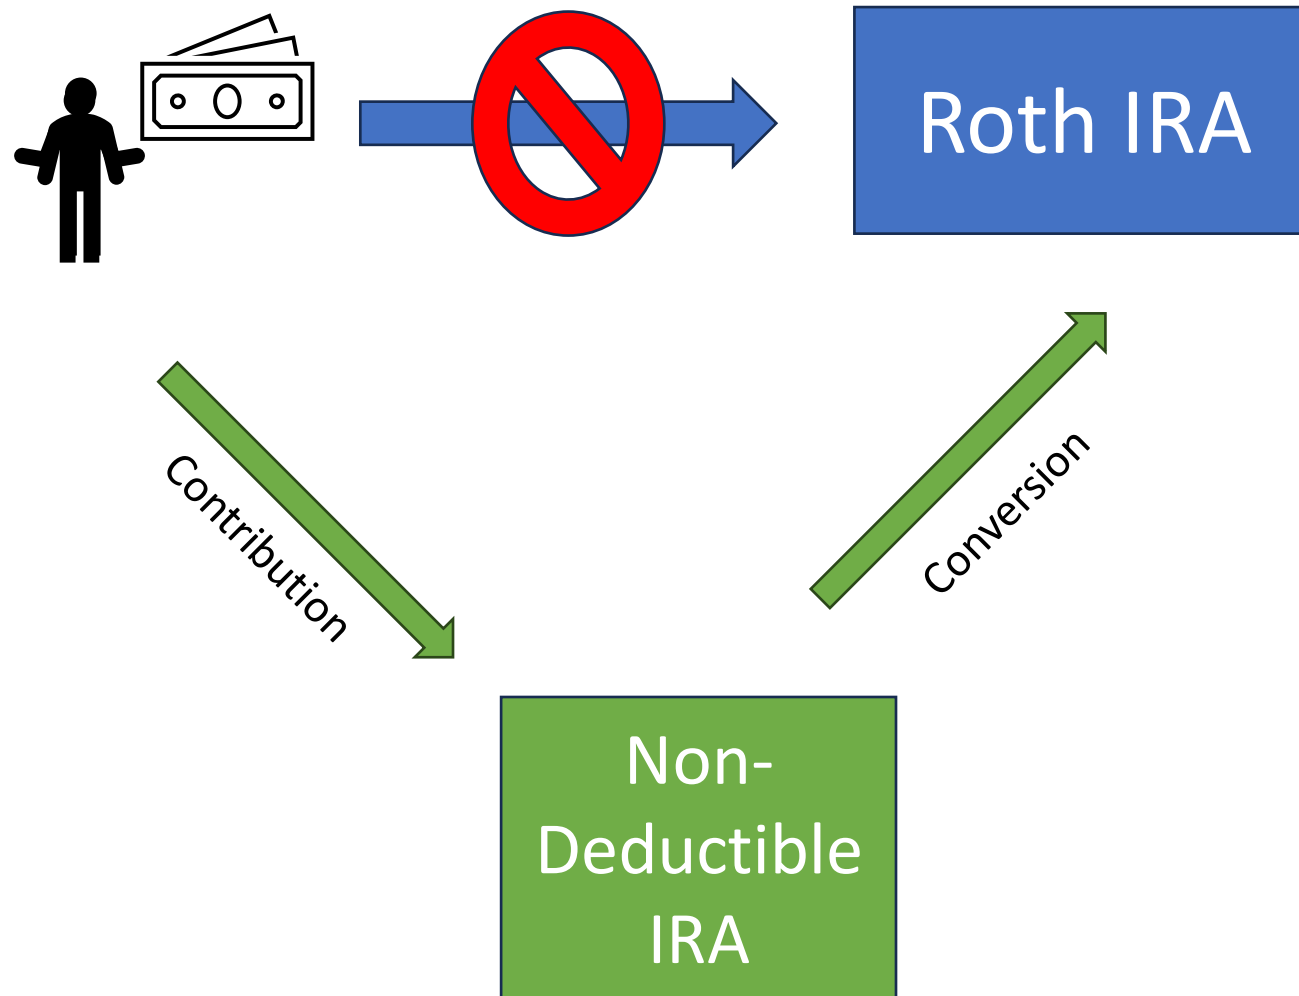 Roth IRA
Contribution
Conversion
Non-
Deductible
IRA